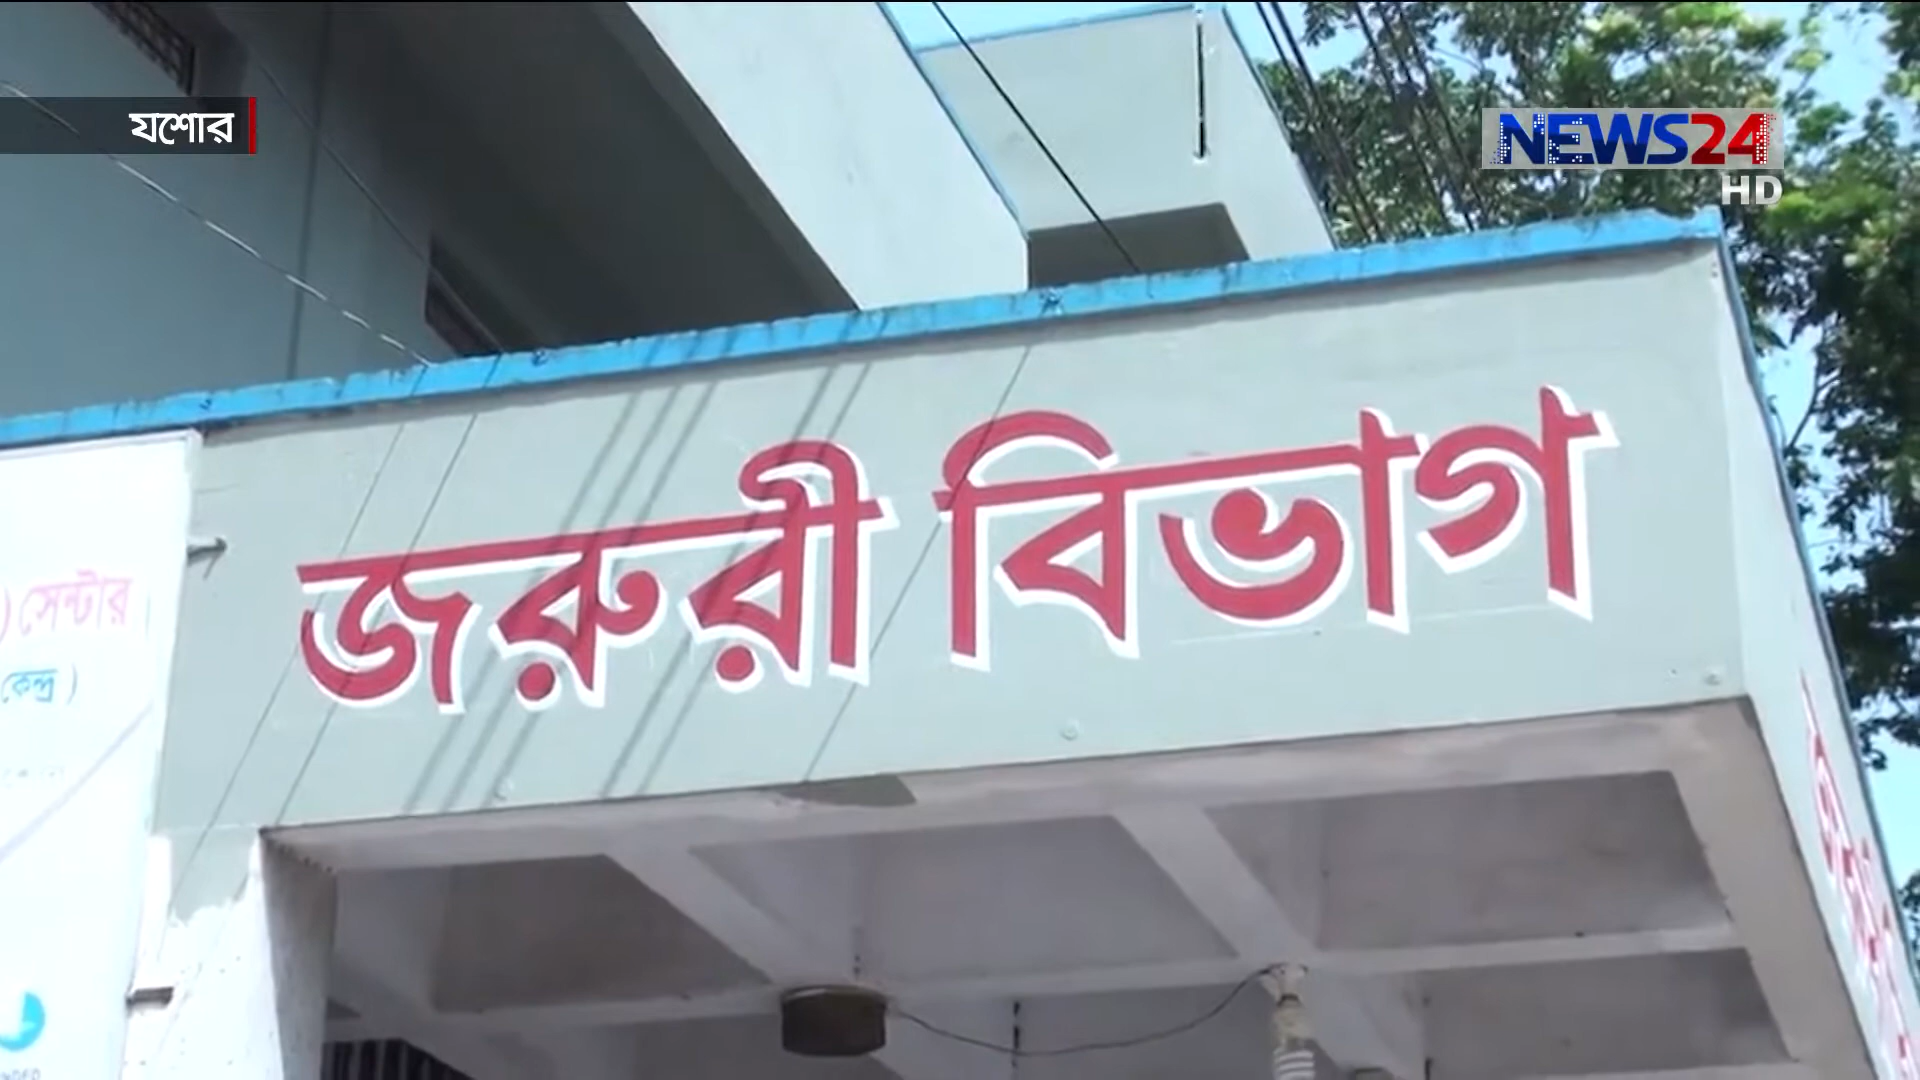 যশোর
NEWS24
HD
জরুরী বিভাগ
) সেন্টার
কেন্দ্র )